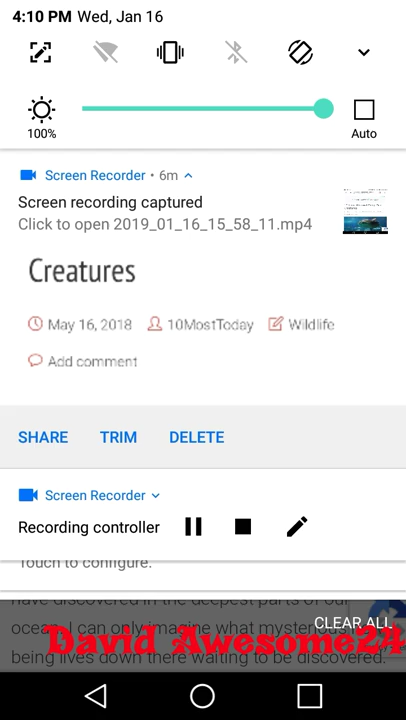 4:10 PM Wed, Jan 16
100%
Auto
Screen Recorder • 6m
Screen recording captured
Click to open 2019_01_16_15_58_11.mp4
Creatures
May 16, 2018 10MostToday Wildlife
Add comment
SHARE TRIM DELETE
Screen Recorder
Recording controller
Touch to configure.
have discovered in the deepest parts of our
CLEAR ALL
ocean. I can only imagine what mysterious
David Awesome24
being lives down there waiting to be discovered.